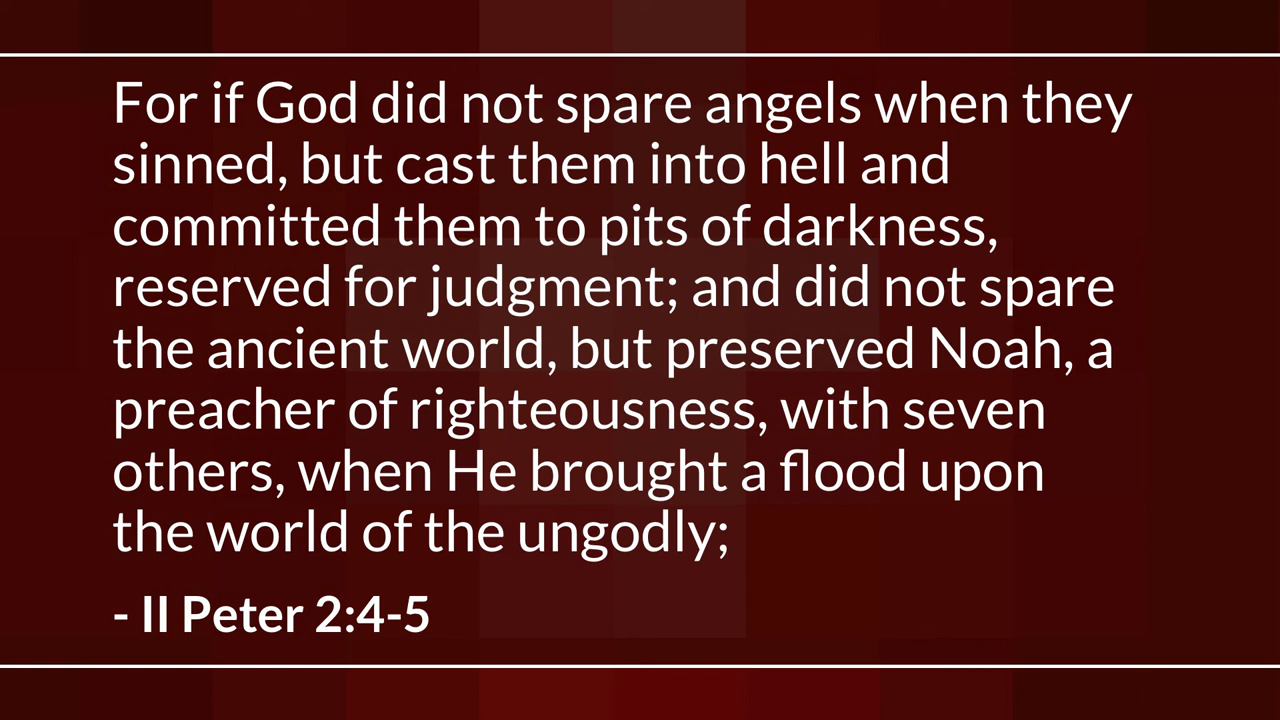 For if God did not spare angels when they
sinned, but cast them into hell and
committed them to pits of darkness,
reserved for judgment; and did not spare
the ancient world, but preserved Noah, a
preacher of righteousness, with seven
others, when He brought a flood upon
the world of the ungodly;
- II Peter 2:4-5